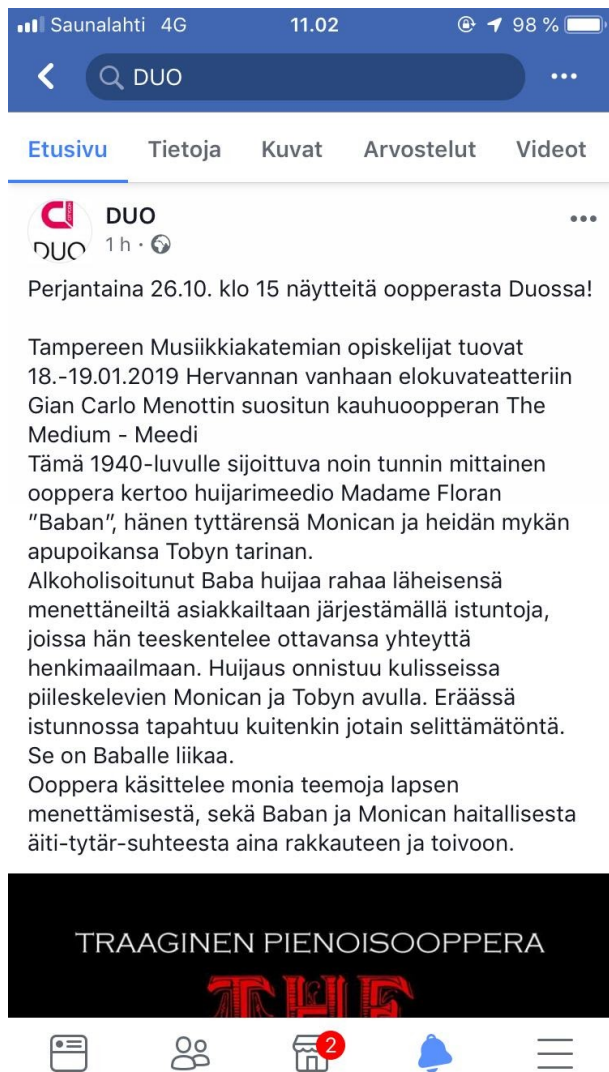 Saunalahti 4G 11.02 98 %
DUO
Etusivu Tietoja Kuvat Arvostelut Videot
DUO
DUO
1 h ·
Perjantaina 26.10. klo 15 näytteitä oopperasta Duossa!
Tampereen Musiikkiakatemian opiskelijat tuovat
18.-19.01.2019 Hervannan vanhaan elokuvateatteriin
Gian Carlo Menottin suositun kauhuoopperan The
Medium - Meedi
Tämä 1940-luvulle sijoittuva noin tunnin mittainen
ooppera kertoo huijarimeedio Madame Floran
”Baban”, hänen tyttärensä Monican ja heidän mykän
apupoikansa Tobyn tarinan.
Alkoholisoitunut Baba huijaa rahaa läheisensä
menettäneiltä asiakkailtaan järjestämällä istuntoja,
joissa hän teeskentelee ottavansa yhteyttä
henkimaailmaan. Huijaus onnistuu kulisseissa
piileskelevien Monican ja Tobyn avulla. Eräässä
istunnossa tapahtuu kuitenkin jotain selittämätöntä.
Se on Baballe liikaa.
Ooppera käsittelee monia teemoja lapsen
menettämisestä, sekä Baban ja Monican haitallisesta
äiti-tytär-suhteesta aina rakkauteen ja toivoon.
TRAAGINEN PIENOISOOPPERA
THE
2